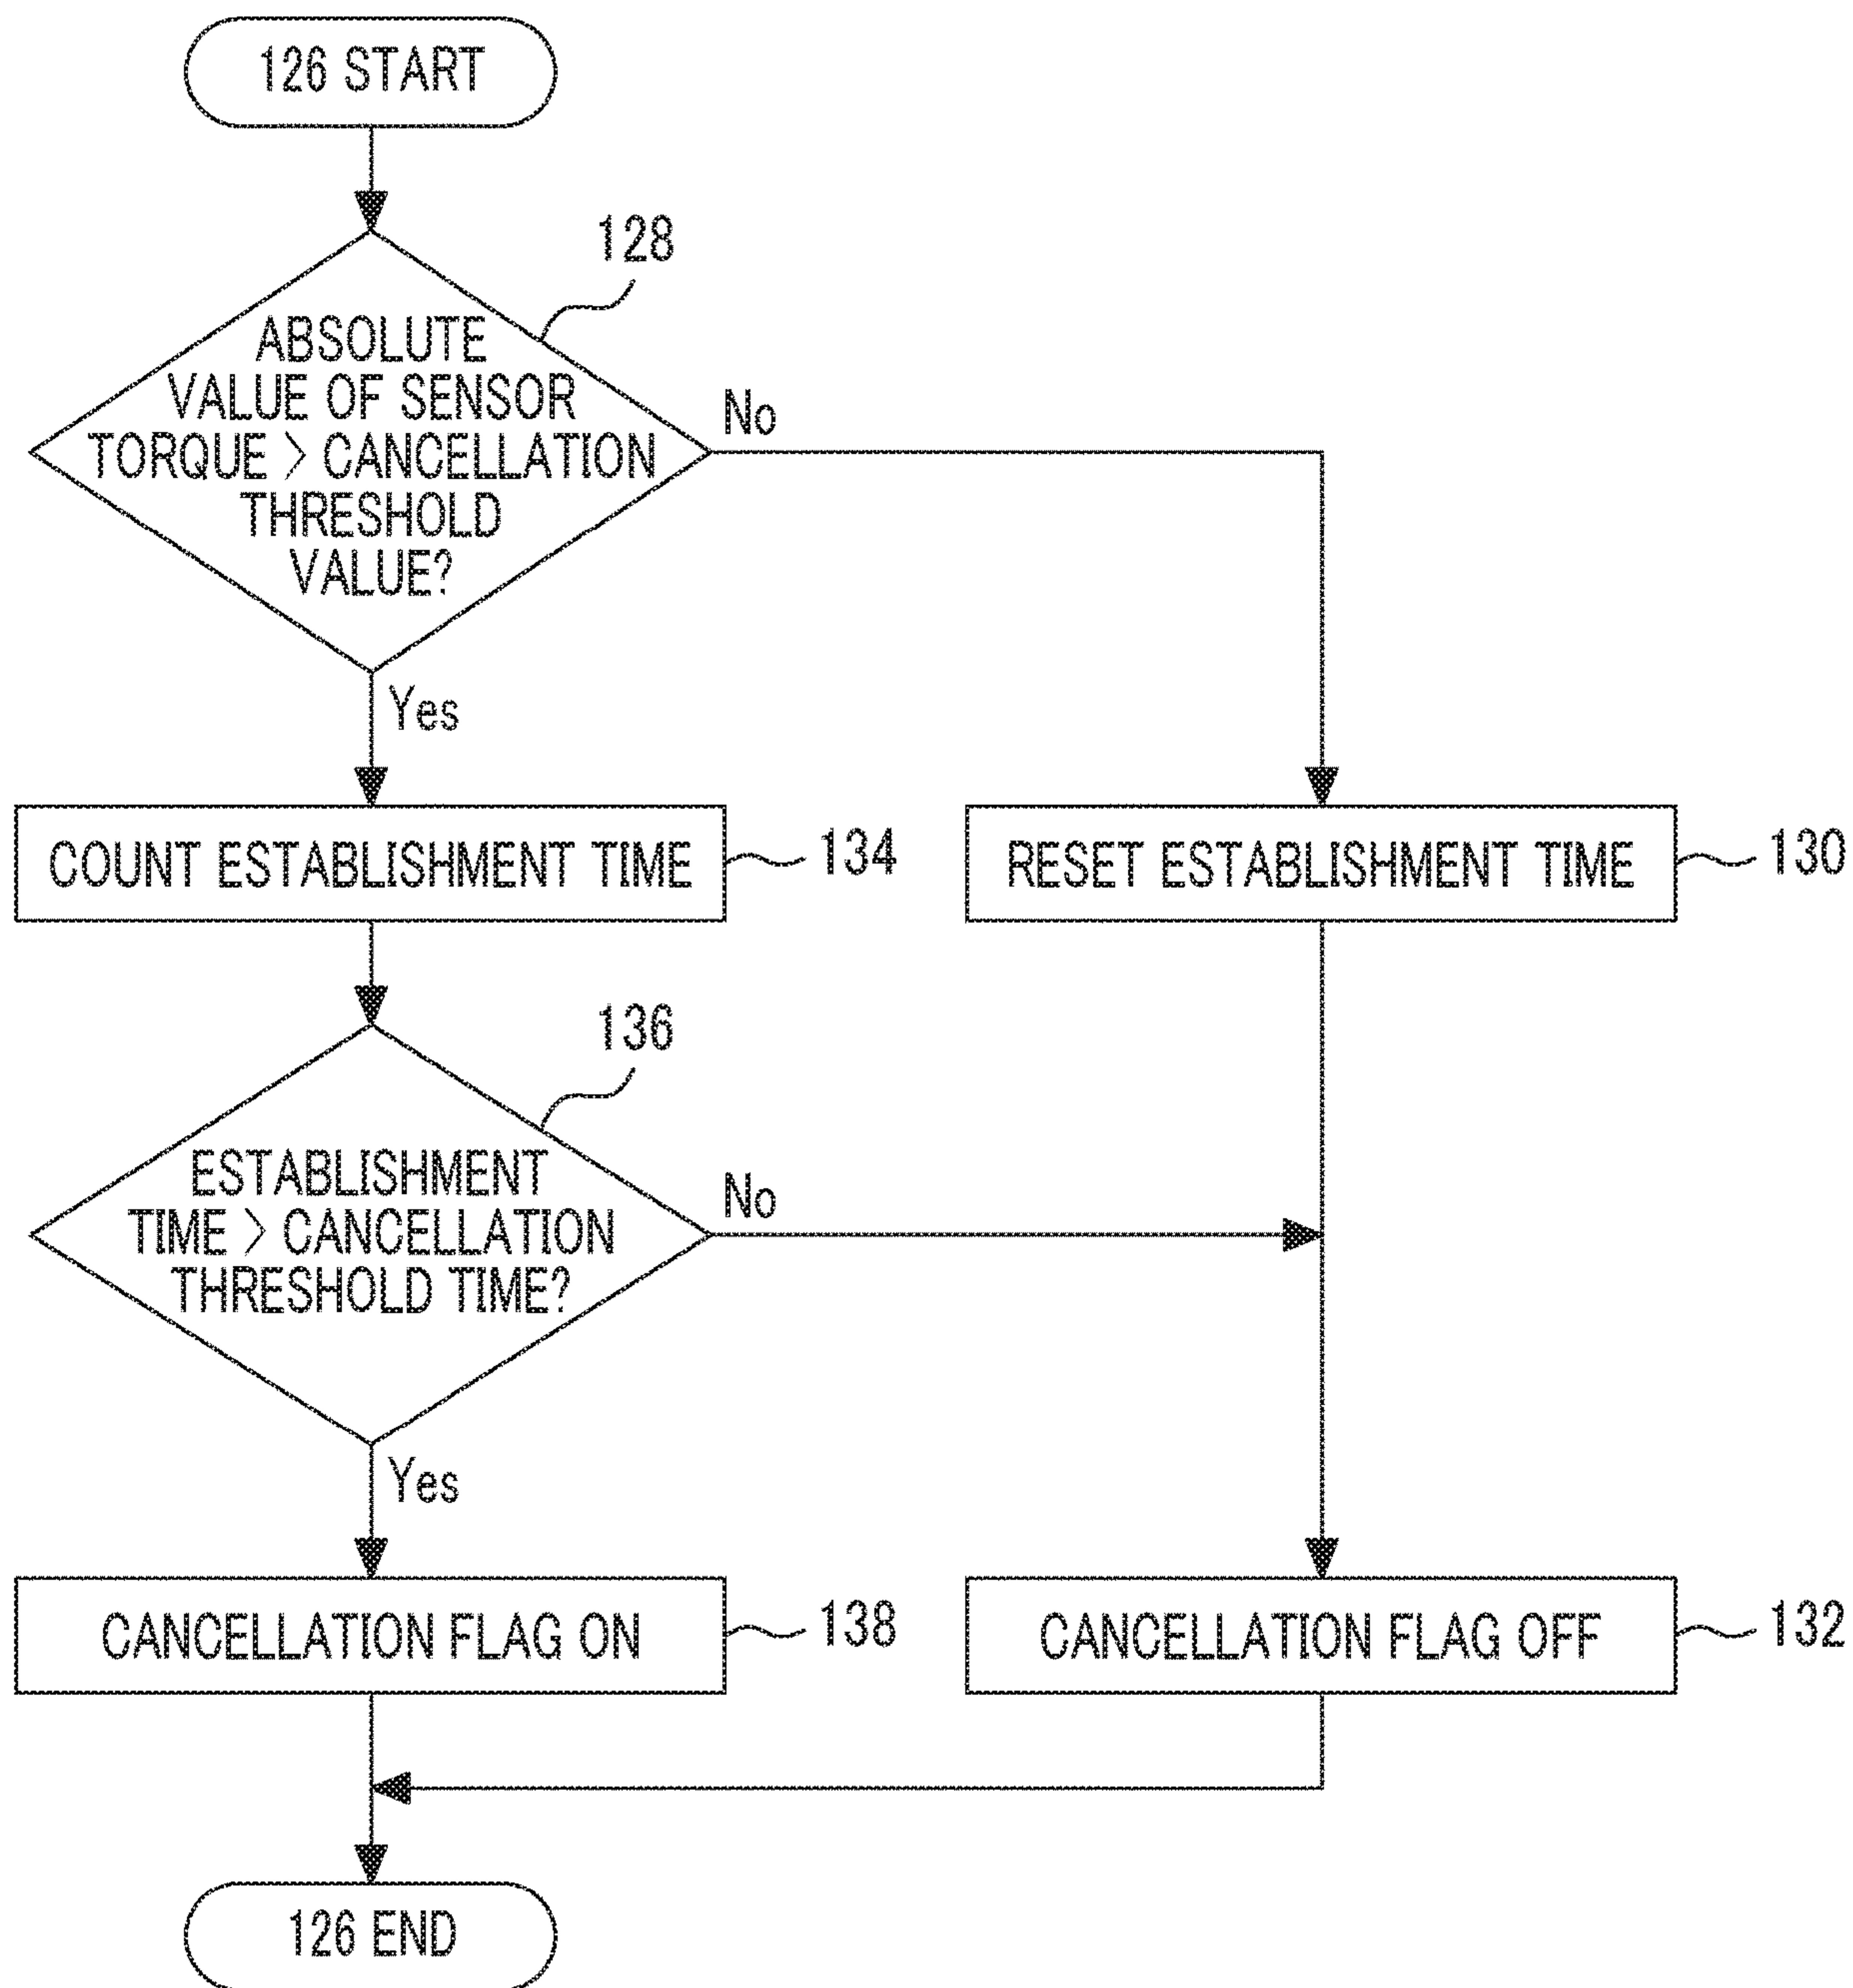 126 START
128
ABSOLUTE
VALUE OF SENSOR
TORQUE > CANCELLATION
THRESHOLD
VALUE?
No
Yes
COUNT ESTABLISHMENT TIME
134
RESET ESTABLISHMENT TIME
130
136
ESTABLISHMENT
TIME > CANCELLATION
THRESHOLD TIME?
No
Yes
CANCELLATION FLAG ON
138
CANCELLATION FLAG OFF
132
126 END